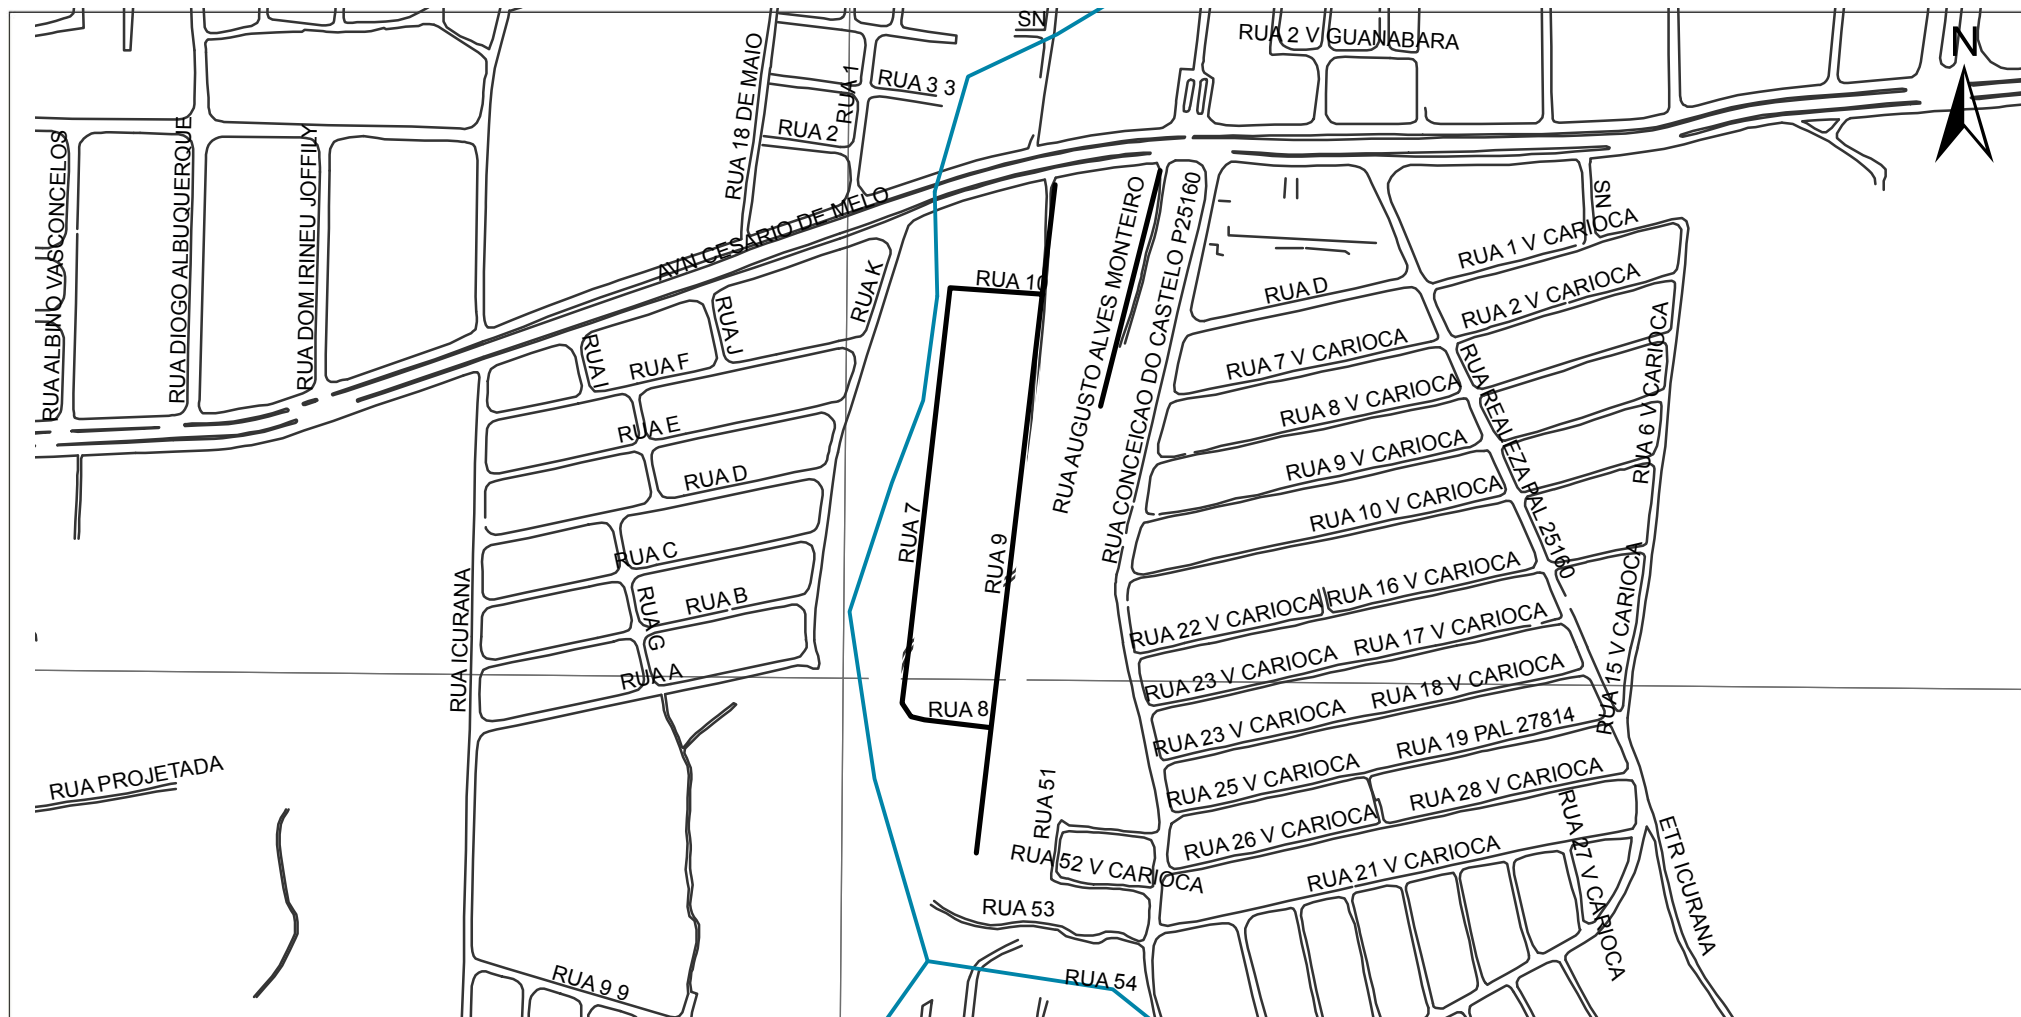 SN
RUA 2 V GUANABARA
N
RUA 18 DE MAIO
RUA 1
RUA 3 3
RUA 2
RUA ALBINO VASCONCELOS
RUA DIOGO ALBUQUERQUE
RUA DOM IRINEU JOFFILY
AVN CESARIO DE MELO
RUA AUGUSTO ALVES MONTEIRO
RUA CONCEICAO DO CASTELO P25160
SN
RUA 1 V CARIOCA
RUA K
RUA 10
RUA D
RUA 2 V CARIOCA
RUA J
RUA I
RUA F
RUA 7 V CARIOCA
RUA REALEZA PAL 25160
RUA 6 V CARIOCA
RUA 8 V CARIOCA
RUA E
RUA 9 V CARIOCA
RUA D
RUA 10 V CARIOCA
RUA 7
RUA 9
RUA C
RUA ICURANA
RUA G
RUA B
RUA 22 V CARIOCA
RUA 16 V CARIOCA
RUA 15 V CARIOCA
RUA 17 V CARIOCA
RUA A
RUA 23 V CARIOCA
RUA 18 V CARIOCA
RUA 8
RUA 23 V CARIOCA
RUA 19 PAL 27814
RUA PROJETADA
RUA 51
RUA 25 V CARIOCA
RUA 28 V CARIOCA
RUA 27 V CARIOCA
RUA 26 V CARIOCA
ETR ICURANA
RUA 52 V CARIOCA
RUA 21 V CARIOCA
RUA 53
RUA 54
RUA 9 9